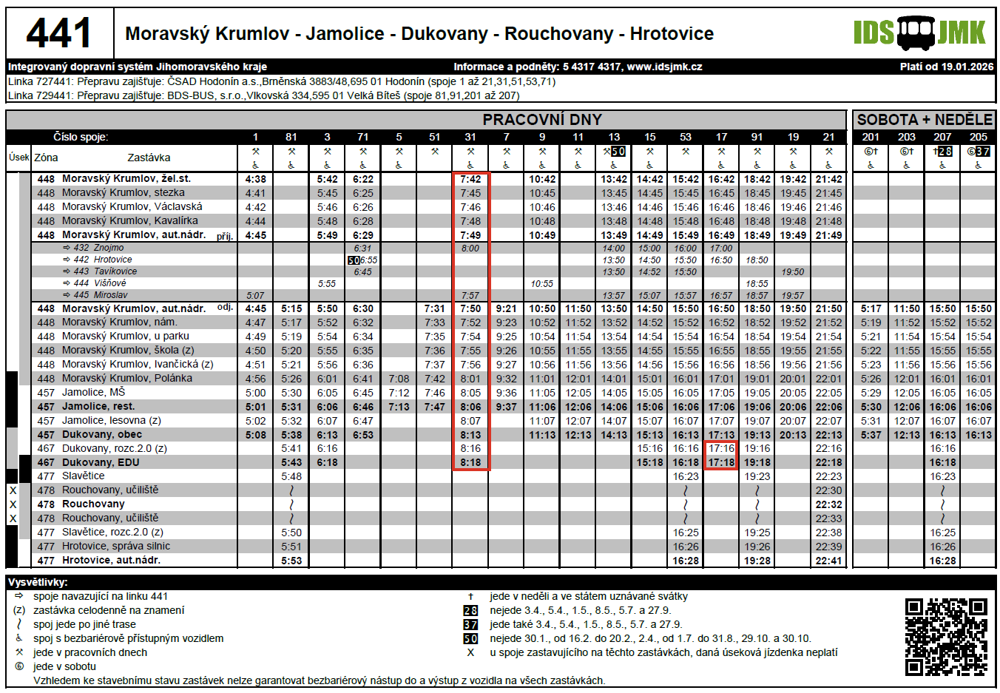 441 Moravský Krumlov - Jamolice - Dukovany - Rouchovany - Hrotovice IDS JMK
Integrovaný dopravní systém Jihomoravského kraje Informace a podněty: 5 4317 4317, www.idsjmk.cz Platí od 19.01.2026
Linka 727441: Přepravu zajišťuje: ČSAD Hodonín a.s.,Brněnská 3883/48,695 01 Hodonín (spoje 1 až 21,31,51,53,71)
Linka 729441: Přepravu zajišťuje: BDS-BUS, s.r.o.,Vlkovská 334,595 01 Velká Bíteš (spoje 81,91,201 až 207)
PRACOVNÍ DNY SOBOTA + NEDĚLE
Číslo spoje: 1 81 3 71 5 51 31 7 9 11 13 15 53 17 91 19 21 201 203 207 205
Úsek Zóna Zastávka ⚒ ⚒ ⚒ ⚒ ⚒ ⚒ ⚒ ⚒ ⚒ ⚒ ⚒50 ⚒ ⚒ ⚒ ⚒ ⚒ ⚒ ⑥✝ ⑥✝ ✝28 ⑥37
♿ ♿ ♿ ♿ ♿ ♿ ♿ ♿ ♿ ♿ ♿ ♿ ♿ ♿ ♿ ♿ ♿ ♿ ♿
448 Moravský Krumlov, žel.st. 4:38 5:42 6:22 7:42 10:42 13:42 14:42 15:42 16:42 18:42 19:42 21:42
448 Moravský Krumlov, stezka 4:41 5:45 6:25 7:45 10:45 13:45 14:45 15:45 16:45 18:45 19:45 21:45
448 Moravský Krumlov, Václavská 4:42 5:46 6:26 7:46 10:46 13:46 14:46 15:46 16:46 18:46 19:46 21:46
448 Moravský Krumlov, Kavalírka 4:44 5:48 6:28 7:48 10:48 13:48 14:48 15:48 16:48 18:48 19:48 21:48
448 Moravský Krumlov, aut.nádr. příj. 4:45 5:49 6:29 7:49 10:49 13:49 14:49 15:49 16:49 18:49 19:49 21:49
⇨ 432 Znojmo 6:31 8:00 14:00 15:00 16:00 17:00
⇨ 442 Hrotovice 50 6:55 13:50 14:50 15:50 16:50 18:50
⇨ 443 Tavíkovice 6:45 13:50 14:52 15:50 19:50
⇨ 444 Višňové 5:55 10:55 18:55
⇨ 445 Miroslav 5:07 7:57 13:57 15:07 15:57 16:57 18:57 19:57
448 Moravský Krumlov, aut.nádr. odj. 4:45 5:15 5:50 6:30 7:31 7:50 9:21 10:50 11:50 13:50 14:50 15:50 16:50 18:50 19:50 21:50 5:17 11:50 15:50 15:50
448 Moravský Krumlov, nám. 4:47 5:17 5:52 6:32 7:33 7:52 9:23 10:52 11:52 13:52 14:52 15:52 16:52 18:52 19:52 21:52 5:19 11:52 15:52 15:52
448 Moravský Krumlov, u parku 4:49 5:19 5:54 6:34 7:35 7:54 9:25 10:54 11:54 13:54 14:54 15:54 16:54 18:54 19:54 21:54 5:21 11:54 15:54 15:54
448 Moravský Krumlov, škola (z) 4:50 5:20 5:55 6:35 7:36 7:55 9:26 10:55 11:55 13:55 14:55 15:55 16:55 18:55 19:55 21:55 5:22 11:55 15:55 15:55
448 Moravský Krumlov, Ivančická (z) 4:51 5:21 5:56 6:36 7:37 7:56 9:27 10:56 11:56 13:56 14:56 15:56 16:56 18:56 19:56 21:56 5:23 11:56 15:56 15:56
448 Moravský Krumlov, Polánka 4:56 5:26 6:01 6:41 7:08 7:42 8:01 9:32 11:01 12:01 14:01 15:01 16:01 17:01 19:01 20:01 22:01 5:26 12:01 16:01 16:01
457 Jamolice, MŠ 5:00 5:30 6:05 6:45 7:12 7:46 8:05 9:36 11:05 12:05 14:05 15:05 16:05 17:05 19:05 20:05 22:05 5:29 12:05 16:05 16:05
457 Jamolice, rest. 5:01 5:31 6:06 6:46 7:13 7:47 8:06 9:37 11:06 12:06 14:06 15:06 16:06 17:06 19:06 20:06 22:06 5:30 12:06 16:06 16:06
457 Jamolice, lesovna (z) 5:02 5:32 6:07 6:47 8:07 11:07 12:07 14:07 15:07 16:07 17:07 19:07 20:07 22:07 5:31 12:07 16:07 16:07
457 Dukovany, obec 5:08 5:38 6:13 6:53 8:13 11:13 12:13 14:13 15:13 16:13 17:13 19:13 20:13 22:13 5:37 12:13 16:13 16:13
467 Dukovany, rozc.2.0 (z) 5:41 6:16 8:16 15:16 16:16 17:16 19:16 22:16 16:16
467 Dukovany, EDU 5:43 6:18 8:18 15:18 16:18 17:18 19:18 22:18 16:18
477 Slavětice 5:48 16:23 19:23 22:23 16:23
X 478 Rouchovany, učiliště 22:30
X 478 Rouchovany 22:32
X 478 Rouchovany, učiliště 22:33
477 Slavětice, rozc.2.0 (z) 5:50 16:25 19:25 22:38 16:25
477 Hrotovice, správa silnic 5:51 16:26 19:26 22:39 16:26
477 Hrotovice, aut.nádr. 5:53 16:28 19:28 22:41 16:28
Vysvětlivky:
⇨ spoje navazující na linku 441
(z) zastávka celodenně na znamení
spoj jede po jiné trase
♿ spoj s bezbariérově přístupným vozidlem
⚒ jede v pracovních dnech
⑥ jede v sobotu
✝ jede v neděli a ve státem uznávané svátky
28 nejede 3.4., 5.4., 1.5., 8.5., 5.7. a 27.9.
37 jede také 3.4., 5.4., 1.5., 8.5., 5.7. a 27.9.
50 nejede 30.1., od 16.2. do 20.2., 2.4., od 1.7. do 31.8., 29.10. a 30.10.
X u spoje zastavujícího na těchto zastávkách, daná úseková jízdenka neplatí
Vzhledem ke stavebnímu stavu zastávek nelze garantovat bezbariérový nástup do a výstup z vozidla na všech zastávkách.